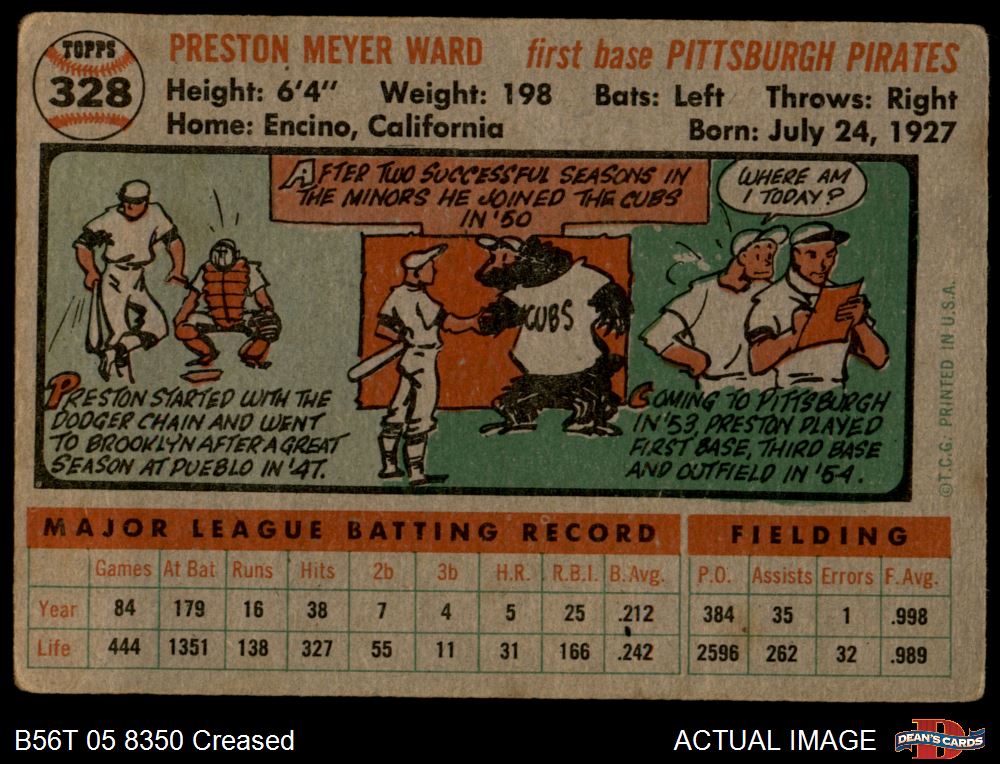 TOPPS
328
PRESTON MEYER WARD first base PITTSBURGH PIRATES
Height: 6'4" Weight: 198 Bats: Left Throws: Right
Home: Encino, California Born: July 24, 1927
AFTER TWO SUCCESSFUL SEASONS IN
THE MINORS HE JOINED THE CUBS
IN '50
WHERE AM
I TODAY?
CUBS
PRESTON STARTED WITH THE
DODGER CHAIN AND WENT
TO BROOKLYN AFTER A GREAT
SEASON AT PUEBLO IN '47.
COMING TO PITTSBURGH
IN '53, PRESTON PLAYED
FIRST BASE, THIRD BASE
AND OUTFIELD IN '54.
©T.C.G. PRINTED IN U.S.A.
MAJOR LEAGUE BATTING RECORD FIELDING
Games At Bat Runs Hits 2b 3b H.R. R.B.I. B.Avg. P.O. Assists Errors F.Avg.
Year 84 179 16 38 7 4 5 25 .212 384 35 1 .998
Life 444 1351 138 327 55 11 31 166 .242 2596 262 32 .989
B56T 05 8350 Creased ACTUAL IMAGE
DEAN'S CARDS